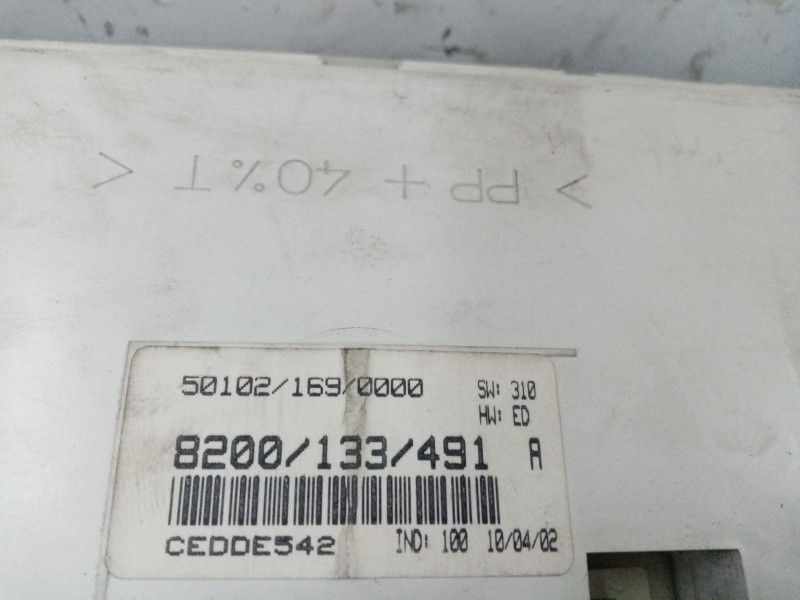 >PP + 40%T<
50102/169/0000
SW: 310
HW: ED
8200/133/491 A
CEDDE542
IND: 100 10/04/02